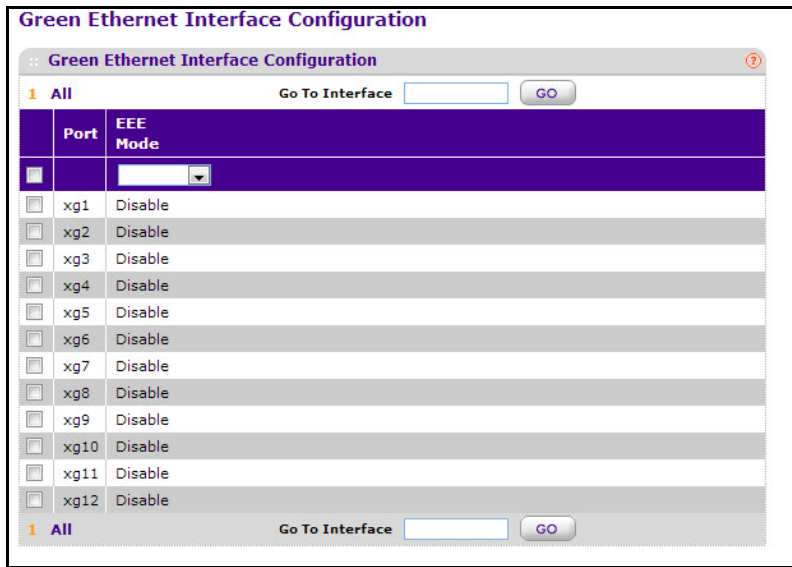 Green Ethernet Interface Configuration
:: Green Ethernet Interface Configuration ?
1 All Go To Interface GO
Port EEE Mode
xg1 Disable
xg2 Disable
xg3 Disable
xg4 Disable
xg5 Disable
xg6 Disable
xg7 Disable
xg8 Disable
xg9 Disable
xg10 Disable
xg11 Disable
xg12 Disable
1 All Go To Interface GO